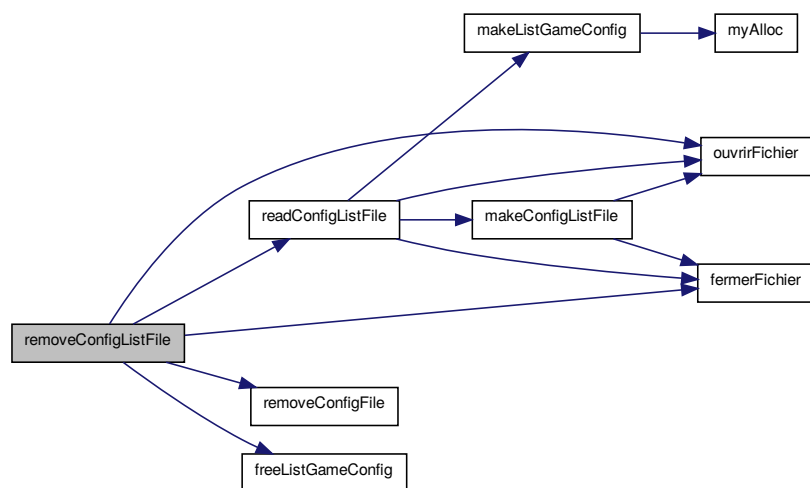 makeListGameConfig
myAlloc
ouvrirFichier
readConfigListFile
makeConfigListFile
fermerFichier
removeConfigListFile
removeConfigFile
freeListGameConfig